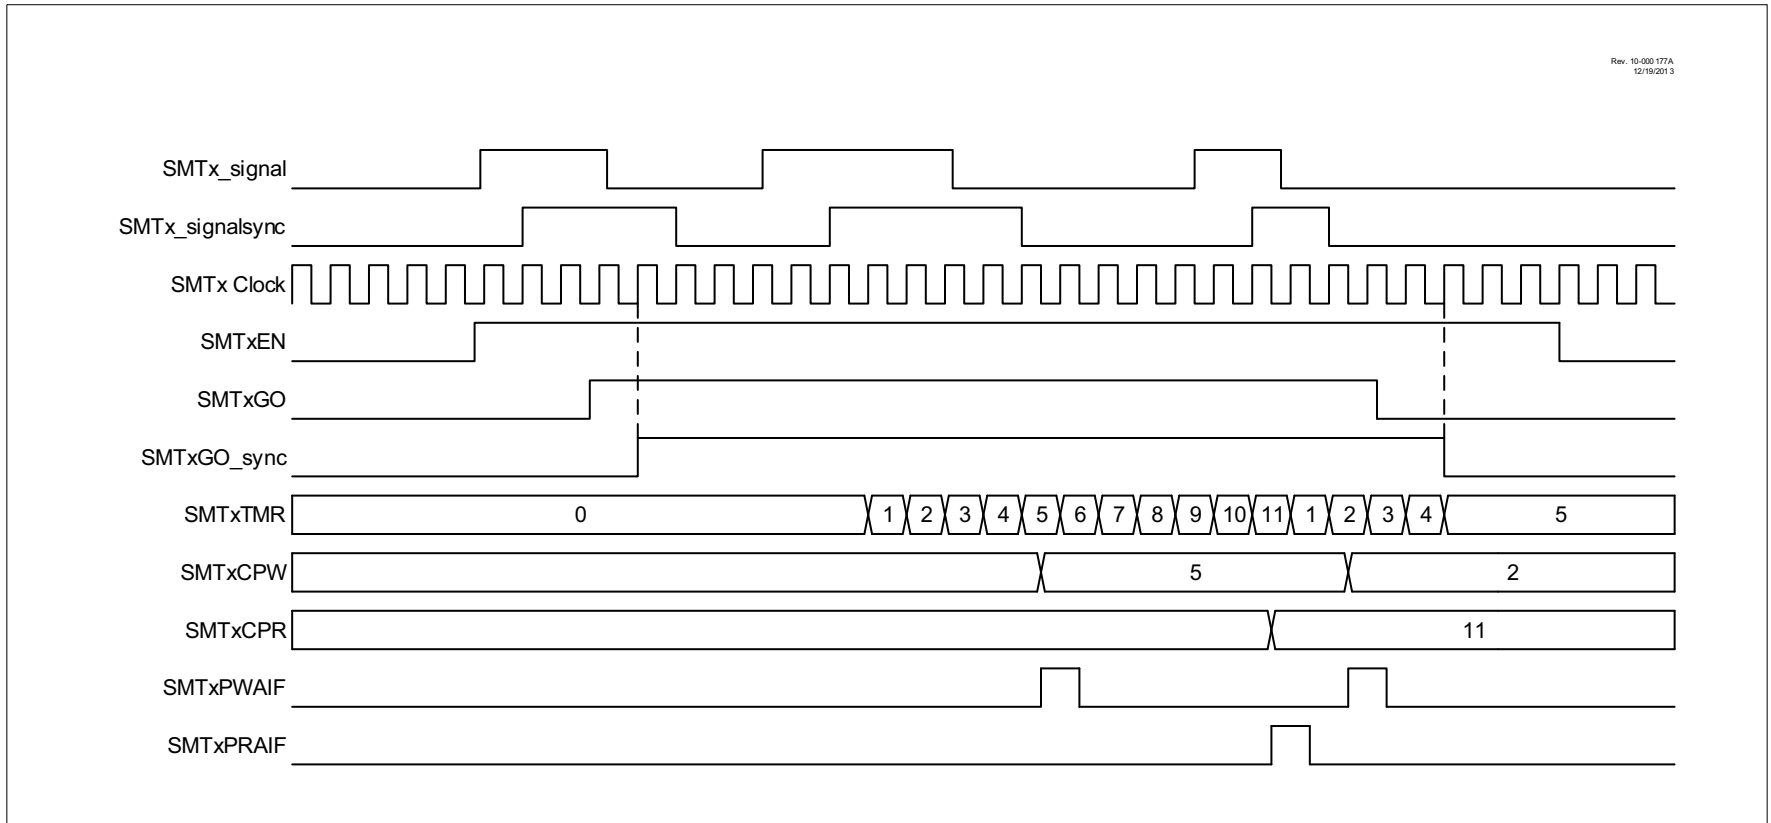 Rev. 10-000 177A
12/19/201 3
SMTx_signal
SMTx_signalsync
SMTx Clock
SMTxEN
SMTxGO
SMTxGO_sync
SMTxTMR 0 1 2 3 4 5 6 7 8 9 10 11 1 2 3 4 5
SMTxCPW 5 2
SMTxCPR 11
SMTxPWAIF
SMTxPRAIF